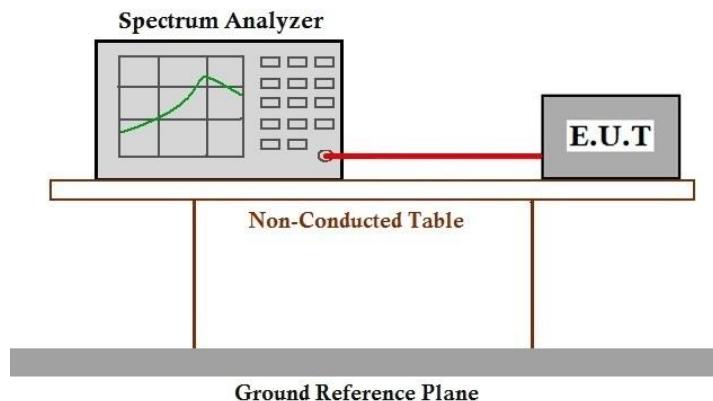 Spectrum Analyzer
E.U.T
Non-Conducted Table
Ground Reference Plane